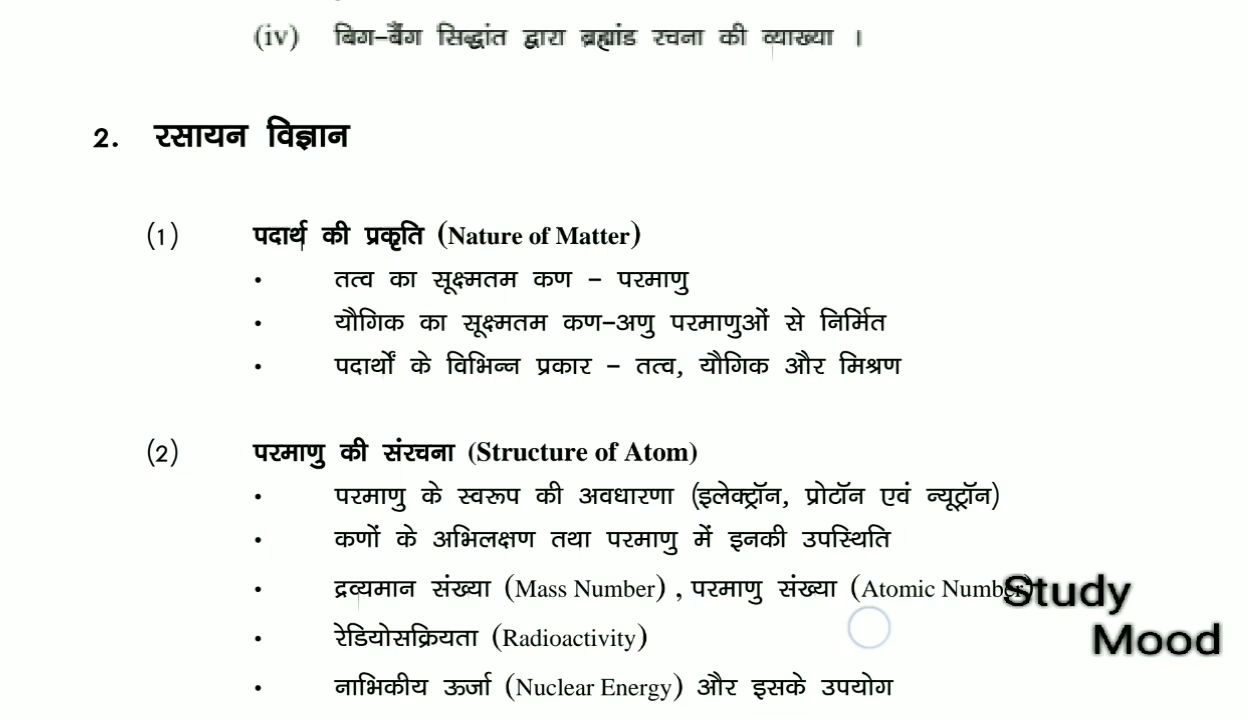 (iv) बिग–बैंग सिद्धांत द्वारा ब्रह्मांड रचना की व्याख्या ।
2. रसायन विज्ञान
(1) पदार्थ की प्रकृति (Nature of Matter)
• तत्व का सूक्ष्मतम कण – परमाणु
• यौगिक का सूक्ष्मतम कण–अणु परमाणुओं से निर्मित
• पदार्थों के विभिन्न प्रकार – तत्व, यौगिक और मिश्रण
(2) परमाणु की संरचना (Structure of Atom)
• परमाणु के स्वरूप की अवधारणा (इलेक्ट्रॉन, प्रोटॉन एवं न्यूट्रॉन)
• कणों के अभिलक्षण तथा परमाणु में इनकी उपस्थिति
• द्रव्यमान संख्या (Mass Number) , परमाणु संख्या (Atomic Number)
Study
• रेडियोसक्रियता (Radioactivity)
Mood
• नाभिकीय ऊर्जा (Nuclear Energy) और इसके उपयोग